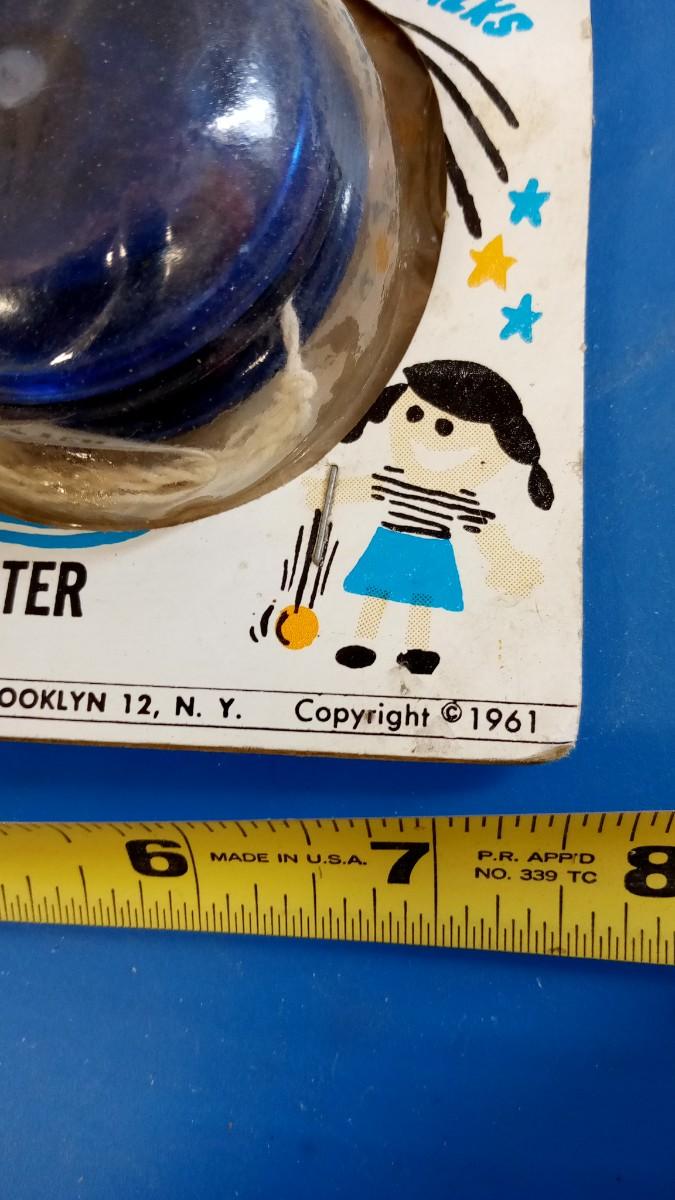 TER
OOKLYN 12, N. Y. Copyright © 1961
6 MADE IN U.S.A. 7 P.R. APP'D 8
NO. 339 TC